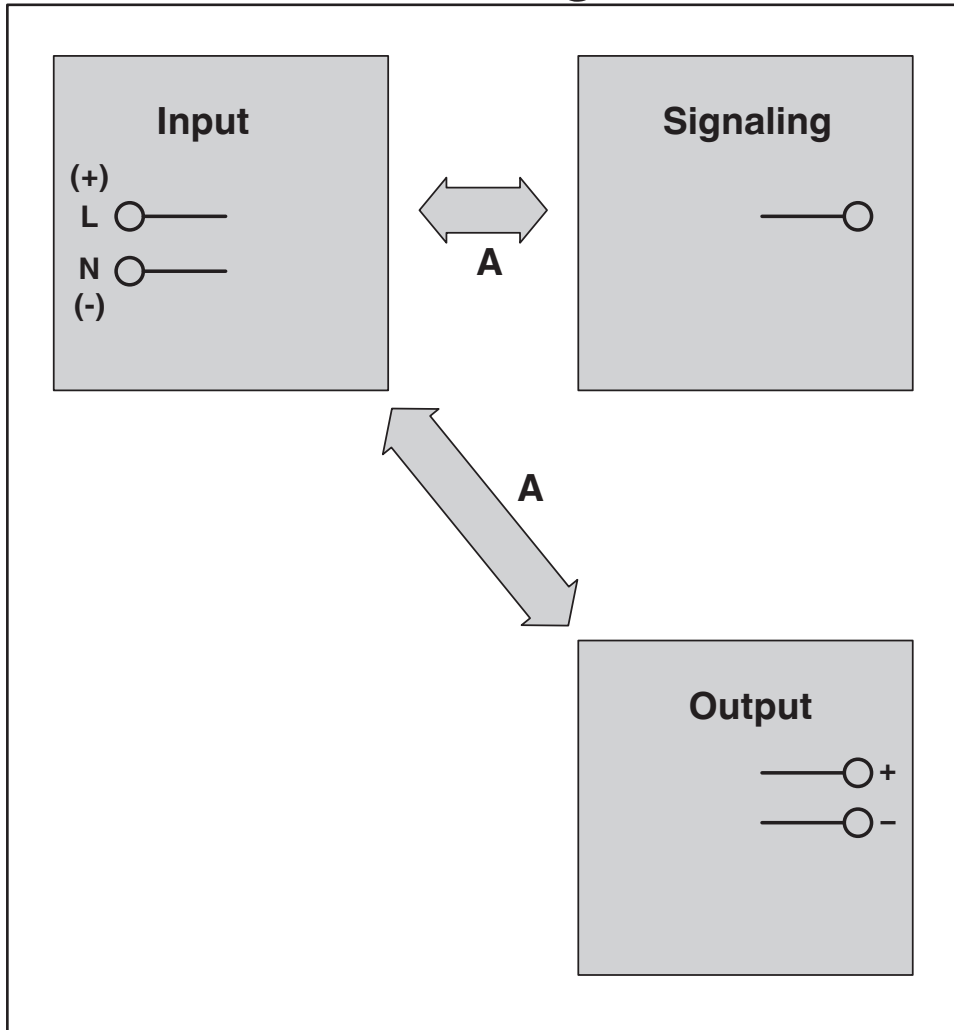 Input
Signaling
(+)
L
N
(-)
A
A
Output
+
–